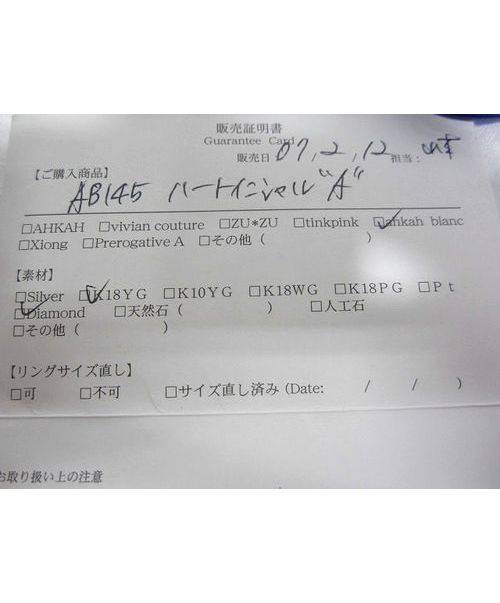 販売証明書
Guarantee Card
販売日 07, 2, 12 担当:
【ご購入商品】
AB145 ハートイニシャル "A"
□AHKAH □vivian couture □ZU*ZU □tinkpink ☑ahkah blanc
□Xiong □Prerogative A □その他 ( )
【素材】
□Silver ☑K18YG □K10YG □K18WG □K18PG □Pt
☑Diamond □天然石 ( ) □人工石
□その他 ( )
【リングサイズ直し】
□可 □不可 □サイズ直し済み (Date: / / )
お取り扱い上の注意